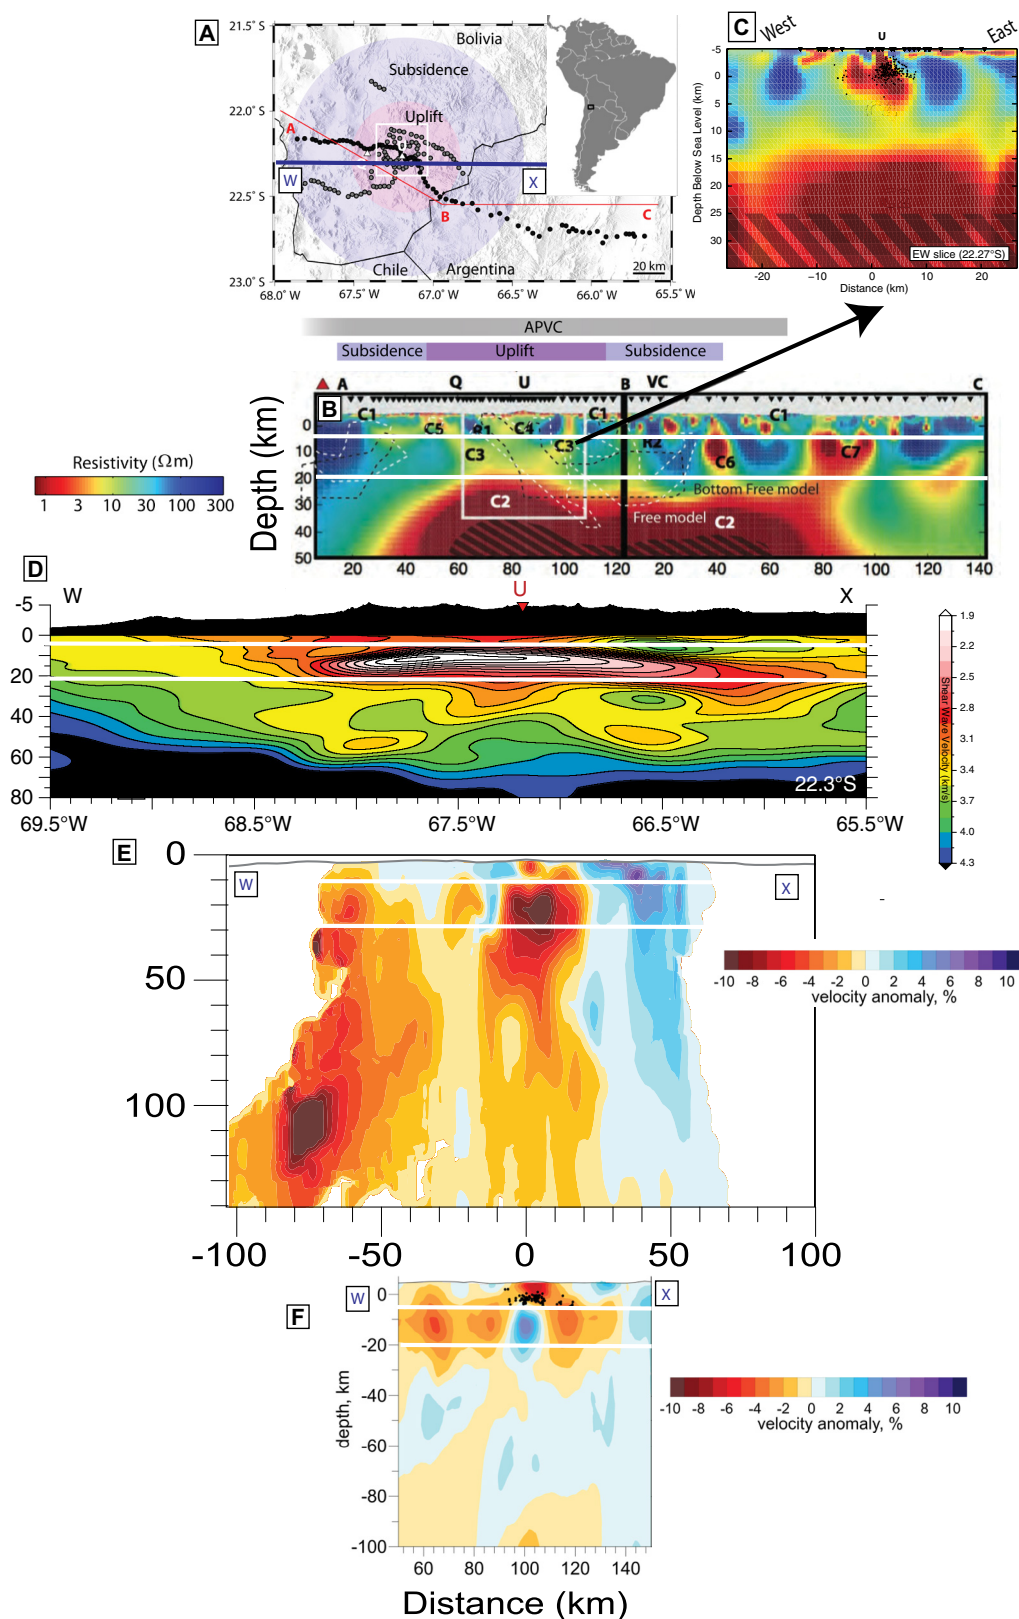 A
21.5° S
22.0° S
22.5° S
23.0° S
Bolivia
Subsidence
Uplift
A
W
X
B
C
Chile
Argentina
20 km
68.0° W
67.5° W
67.0° W
66.5° W
66.0° W
65.5° W
C
West
U
East
Depth Below Sea Level (km)
-5
0
5
10
15
20
25
30
EW slice (22.27°S)
-20
-10
0
10
20
Distance (km)
APVC
Subsidence
Uplift
Subsidence
A
Q
U
B
VC
C
B
Depth (km)
0
10
20
30
40
50
C1
C5
R1
C4
C1
C3
C3
R2
C1
C6
C7
C2
Bottom Free model
Free model
C2
20
40
60
80
100
120
20
40
60
80
100
120
140
Resistivity (Ωm)
1
3
10
30
100
300
D
W
U
X
-5
0
20
40
60
80
22.3°S
69.5°W
68.5°W
67.5°W
66.5°W
65.5°W
Shear Wave Velocity (km/s)
1.9
2.2
2.5
2.8
3.1
3.4
3.7
4.0
4.3
E
0
50
100
W
X
-100
-50
0
50
100
-10
-8
-6
-4
-2
0
2
4
6
8
10
velocity anomaly, %
F
W
X
depth, km
0
-20
-40
-60
-80
-100
60
80
100
120
140
Distance (km)
-10
-8
-6
-4
-2
0
2
4
6
8
10
velocity anomaly, %